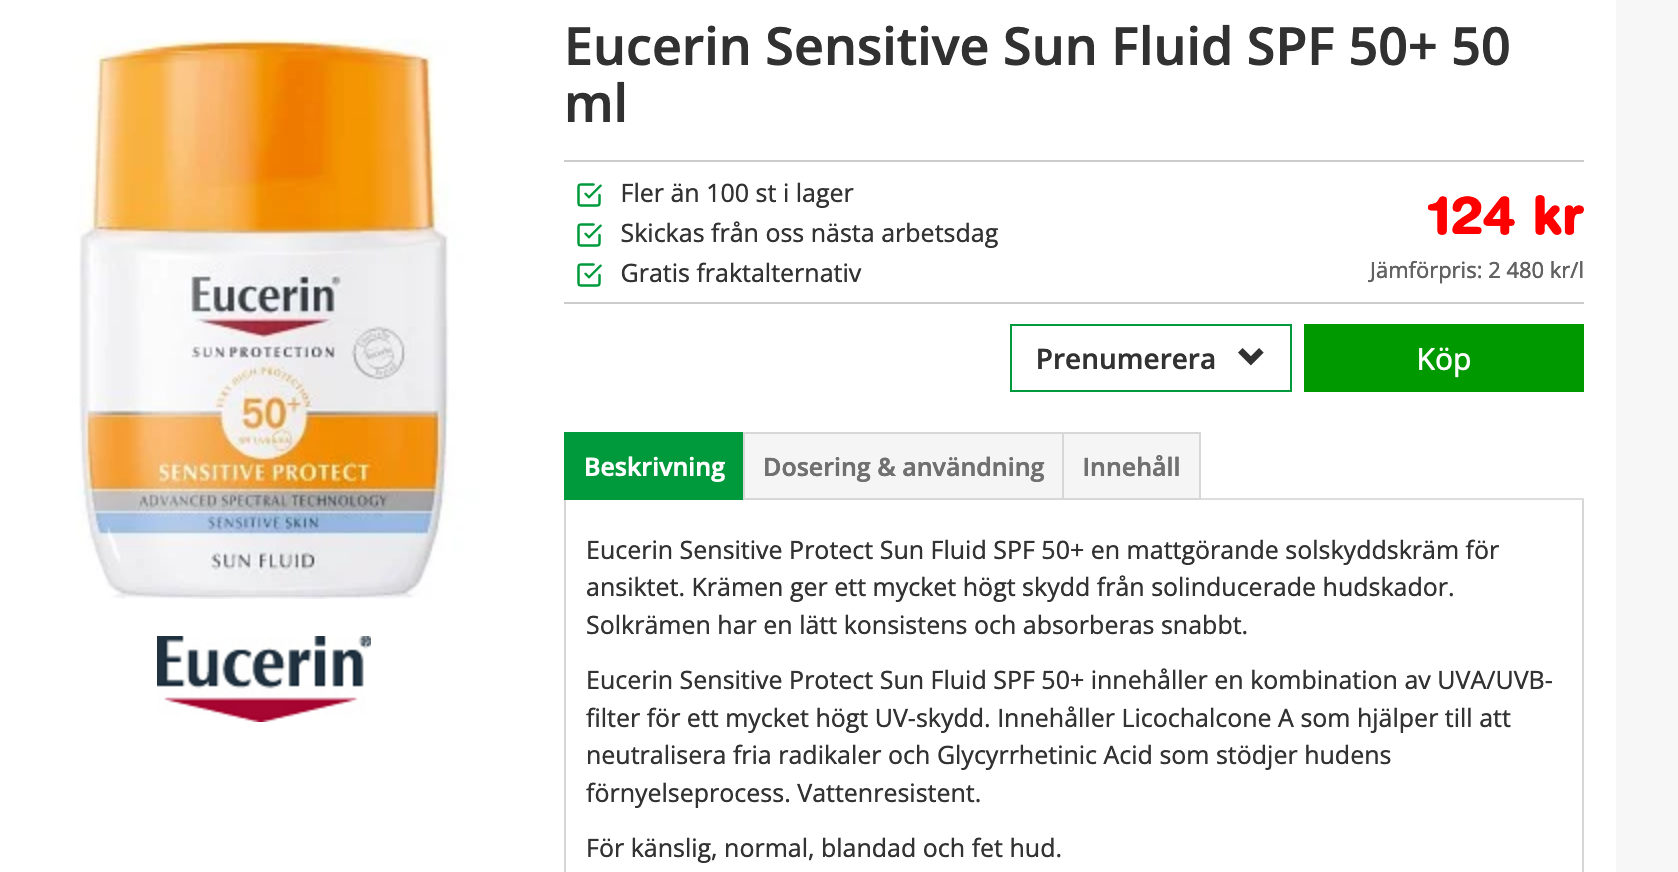 Eucerin Sensitive Sun Fluid SPF 50+ 50
ml
Fler än 100 st i lager
Skickas från oss nästa arbetsdag
Gratis fraktalternativ
124 kr
Jämförpris: 2 480 kr/l
Prenumerera
Köp
Eucerin®
SUN PROTECTION
VERY HIGH PROTECTION
50+
SENSITIVE PROTECT
ADVANCED SPECTRAL TECHNOLOGY
SENSITIVE SKIN
SUN FLUID
Eucerin®
Beskrivning
Dosering & användning
Innehåll
Eucerin Sensitive Protect Sun Fluid SPF 50+ en mattgörande solskyddskräm för
ansiktet. Krämen ger ett mycket högt skydd från solinducerade hudskador.
Solkrämen har en lätt konsistens och absorberas snabbt.
Eucerin Sensitive Protect Sun Fluid SPF 50+ innehåller en kombination av UVA/UVB-
filter för ett mycket högt UV-skydd. Innehåller Licochalcone A som hjälper till att
neutralisera fria radikaler och Glycyrrhetinic Acid som stödjer hudens
förnyelseprocess. Vattenresistent.
För känslig, normal, blandad och fet hud.